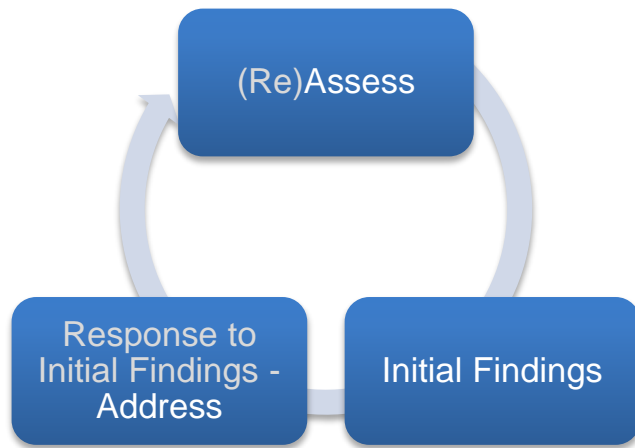 (Re)Assess
Response to
Initial Findings -
Address
Initial Findings